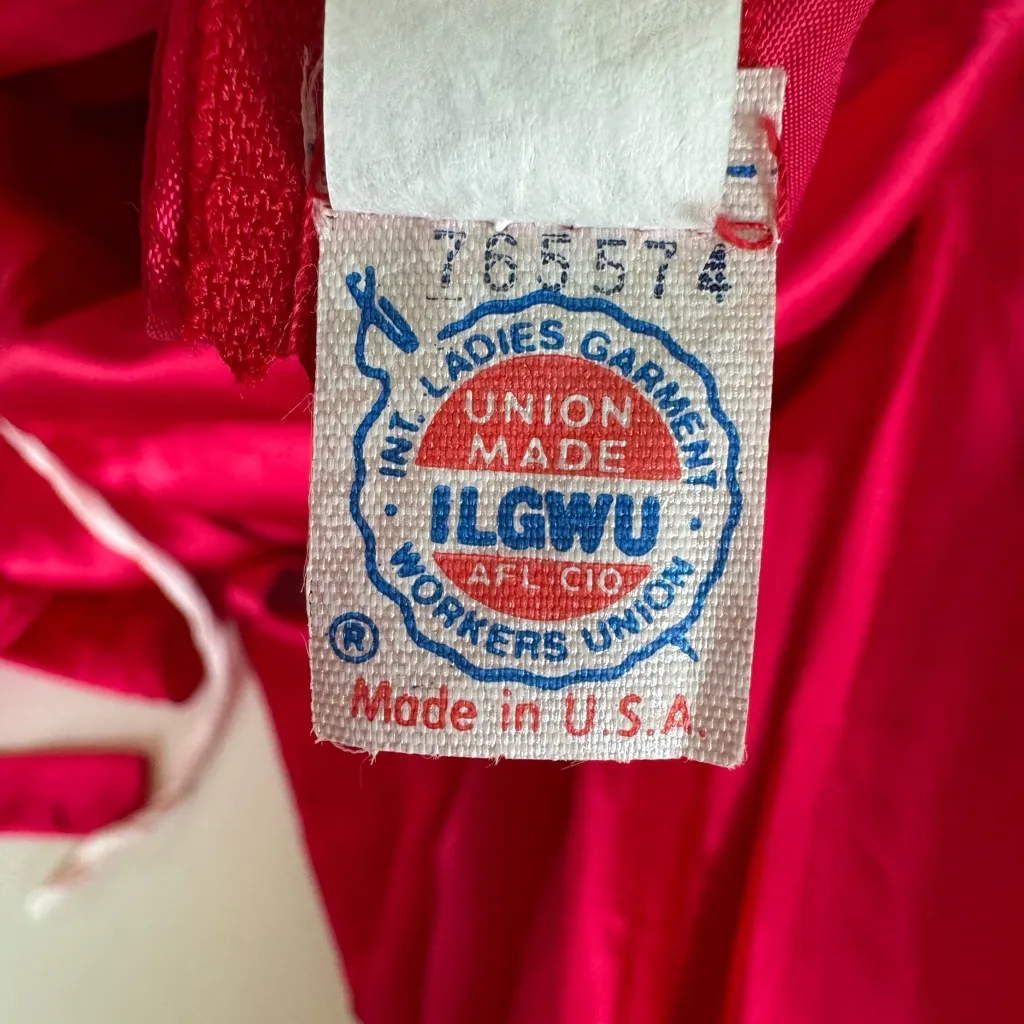 765574
INT. LADIES GARMENT
UNION
MADE
ILGWU
AFL CIO
WORKERS UNION
®
Made in U.S.A.